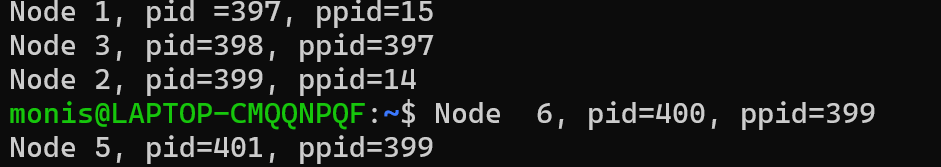 Node 1, pid =397, ppid=15
Node 3, pid=398, ppid=397
Node 2, pid=399, ppid=14
monis@LAPTOP-CMQQNPQF:~$ Node  6, pid=400, ppid=399
Node 5, pid=401, ppid=399